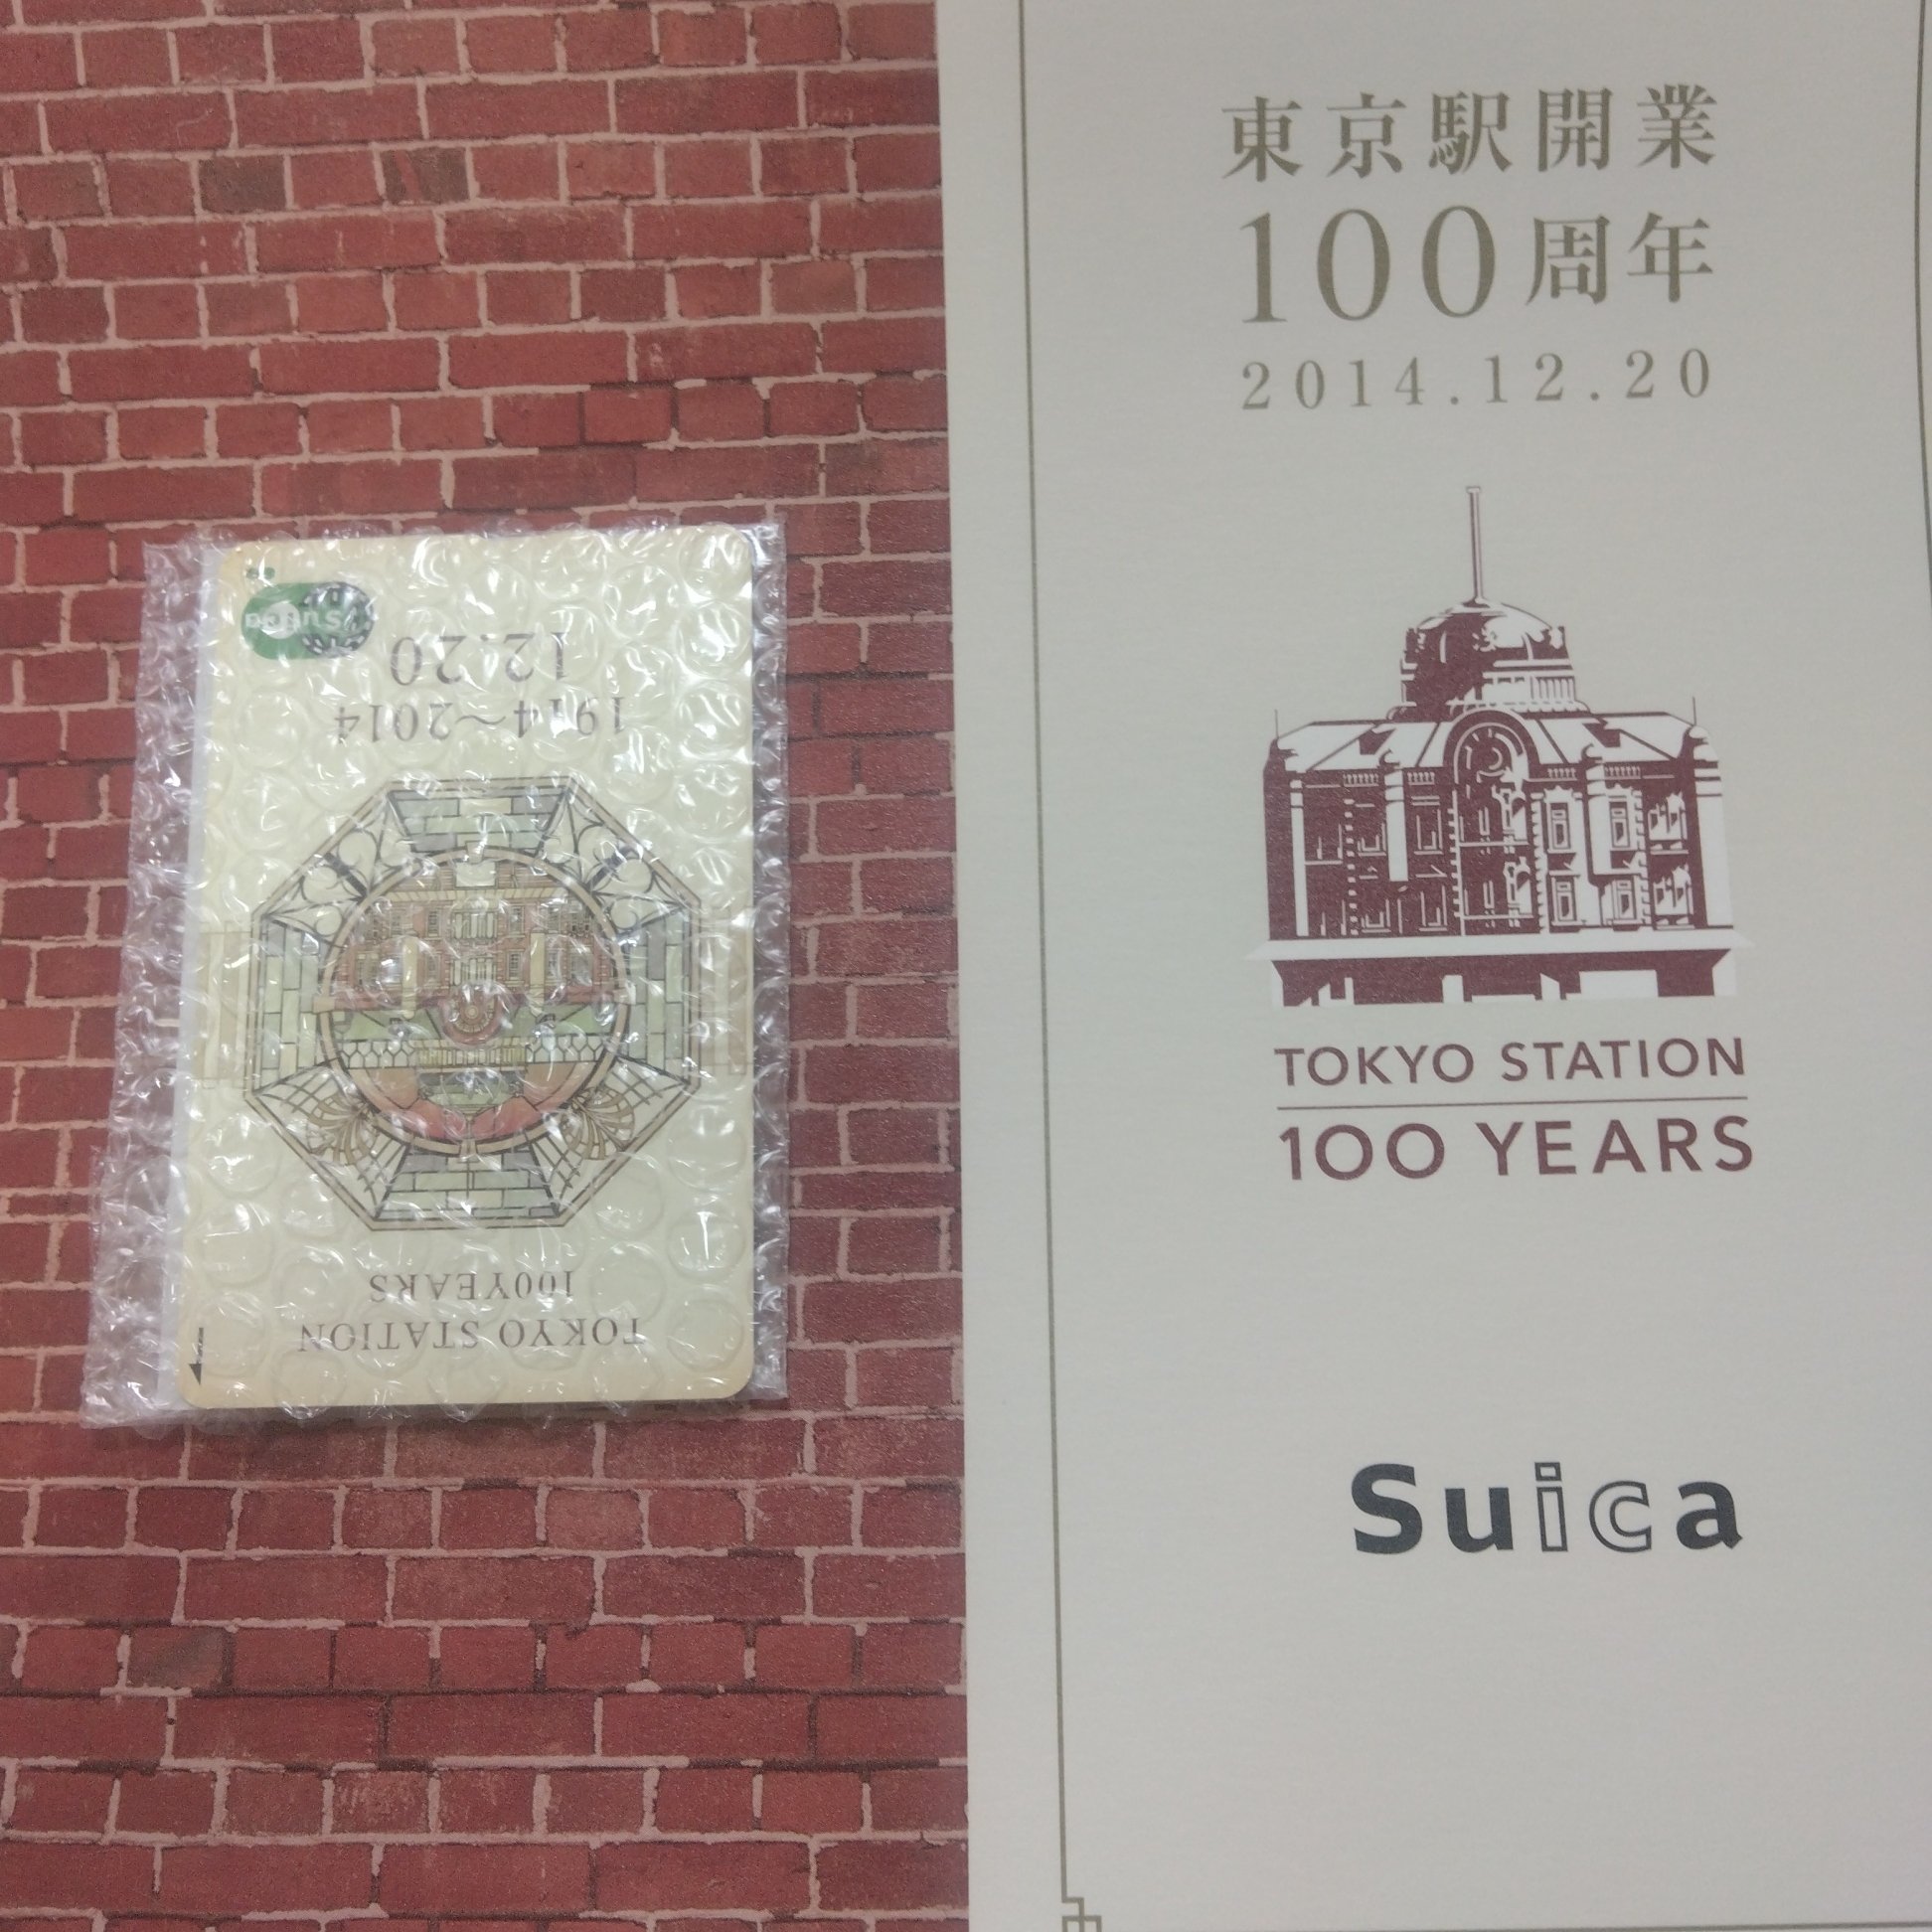 東京駅開業
100周年
2014.12.20
TOKYO STATION
100 YEARS
Suica
TOKYO STATION
100YEARS
1914~2014
12.20
Suica